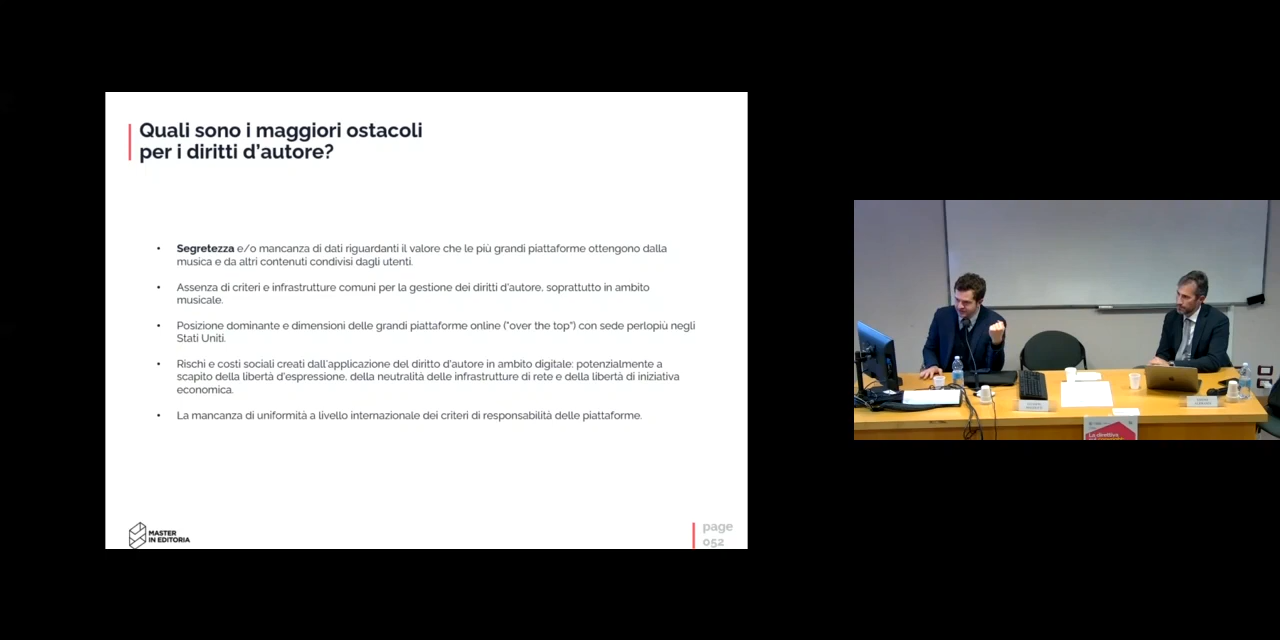 Quali sono i maggiori ostacoli
per i diritti d'autore?
• Segretezza e/o mancanza di dati riguardanti il valore che le più grandi piattaforme ottengono dalla
musica e da altri contenuti condivisi dagli utenti.
• Assenza di criteri e infrastrutture comuni per la gestione dei diritti d'autore, soprattutto in ambito
musicale.
• Posizione dominante e dimensioni delle grandi piattaforme online ("over the top") con sede perlopiù negli
Stati Uniti.
• Rischi e costi sociali creati dall'applicazione del diritto d'autore in ambito digitale: potenzialmente a
scapito della libertà d'espressione, della neutralità delle infrastrutture di rete e della libertà di iniziativa
economica.
• La mancanza di uniformità a livello internazionale dei criteri di responsabilità delle piattaforme.
MASTER
IN EDITORIA
page
052
La direttiva